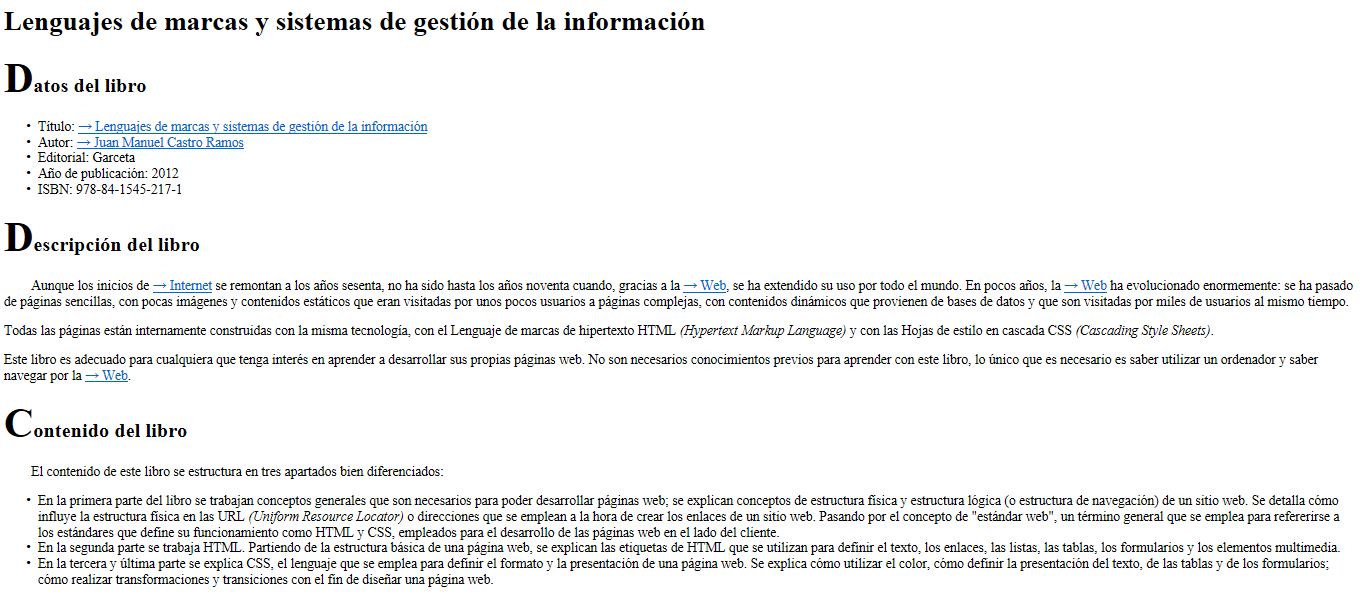 Lenguajes de marcas y sistemas de gestión de la información
Datos del libro
• Título: → Lenguajes de marcas y sistemas de gestión de la información
• Autor: → Juan Manuel Castro Ramos
• Editorial: Garceta
• Año de publicación: 2012
• ISBN: 978-84-1545-217-1
Descripción del libro
Aunque los inicios de → Internet se remontan a los años sesenta, no ha sido hasta los años noventa cuando, gracias a la → Web, se ha extendido su uso por todo el mundo. En pocos años, la → Web ha evolucionado enormemente: se ha pasado
de páginas sencillas, con pocas imágenes y contenidos estáticos que eran visitadas por unos pocos usuarios a páginas complejas, con contenidos dinámicos que provienen de bases de datos y que son visitadas por miles de usuarios al mismo tiempo.
Todas las páginas están internamente construidas con la misma tecnología, con el Lenguaje de marcas de hipertexto HTML (Hypertext Markup Language) y con las Hojas de estilo en cascada CSS (Cascading Style Sheets).
Este libro es adecuado para cualquiera que tenga interés en aprender a desarrollar sus propias páginas web. No son necesarios conocimientos previos para aprender con este libro, lo único que es necesario es saber utilizar un ordenador y saber
navegar por la → Web.
Contenido del libro
El contenido de este libro se estructura en tres apartados bien diferenciados:
• En la primera parte del libro se trabajan conceptos generales que son necesarios para poder desarrollar páginas web; se explican conceptos de estructura física y estructura lógica (o estructura de navegación) de un sitio web. Se detalla cómo
influye la estructura física en las URL (Uniform Resource Locator) o direcciones que se emplean a la hora de crear los enlaces de un sitio web. Pasando por el concepto de "estándar web", un término general que se emplea para refererirse a
los estándares que define su funcionamiento como HTML y CSS, empleados para el desarrollo de las páginas web en el lado del cliente.
• En la segunda parte se trabaja HTML. Partiendo de la estructura básica de una página web, se explican las etiquetas de HTML que se utilizan para definir el texto, los enlaces, las listas, las tablas, los formularios y los elementos multimedia.
• En la tercera y última parte se explica CSS, el lenguaje que se emplea para definir el formato y la presentación de una página web. Se explica cómo utilizar el color, cómo definir la presentación del texto, de las tablas y de los formularios;
cómo realizar transformaciones y transiciones con el fin de diseñar una página web.